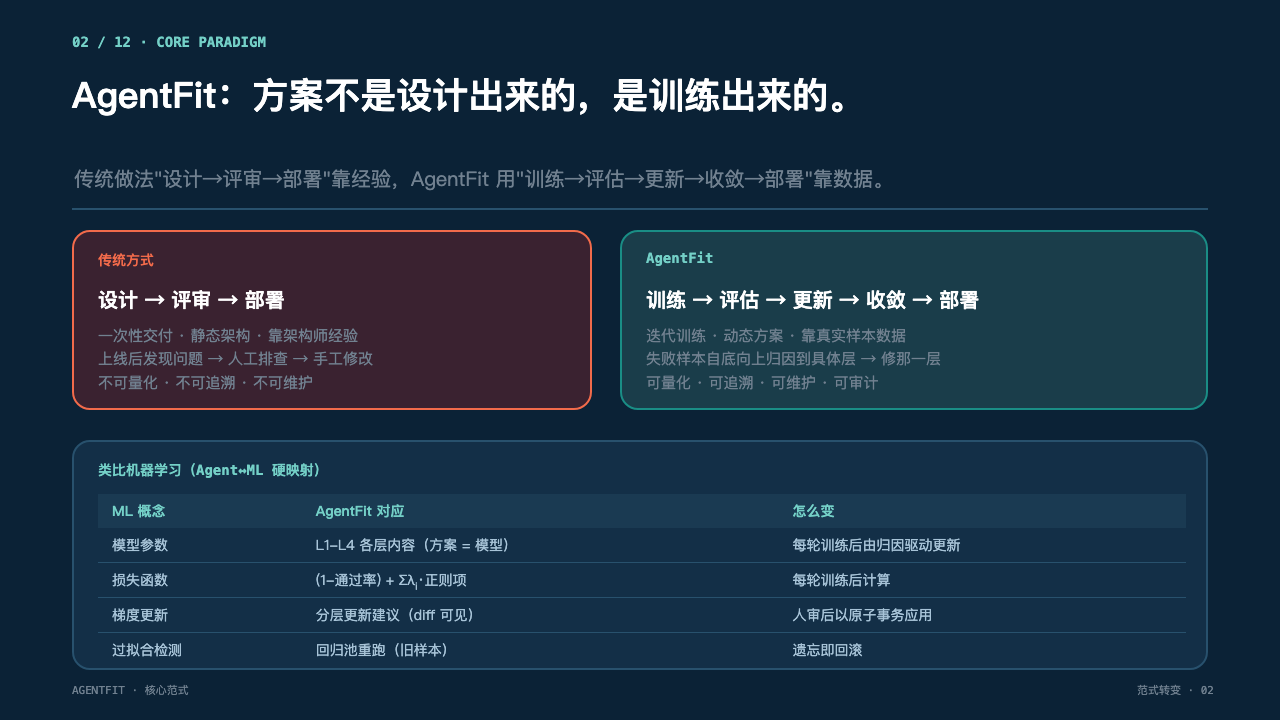 02 / 12 · CORE PARADIGM
AgentFit：方案不是设计出来的，是训练出来的。
传统做法"设计→评审→部署"靠经验，AgentFit 用"训练→评估→更新→收敛→部署"靠数据。
传统方式
设计 → 评审 → 部署
一次性交付 · 静态架构 · 靠架构师经验
上线后发现问题 → 人工排查 → 手工修改
不可量化 · 不可追溯 · 不可维护
AgentFit
训练 → 评估 → 更新 → 收敛 → 部署
迭代训练 · 动态方案 · 靠真实样本数据
失败样本自底向上归因到具体层 → 修那一层
可量化 · 可追溯 · 可维护 · 可审计
类比机器学习（Agent↔ML 硬映射）
ML 概念 AgentFit 对应 怎么变
模型参数 L1–L4 各层内容（方案 = 模型） 每轮训练后由归因驱动更新
损失函数 (1−通过率) + Σλi·正则项 每轮训练后计算
梯度更新 分层更新建议（diff 可见） 人审后以原子事务应用
过拟合检测 回归池重跑（旧样本） 遗忘即回滚
AGENTFIT · 核心范式
范式转变 · 02